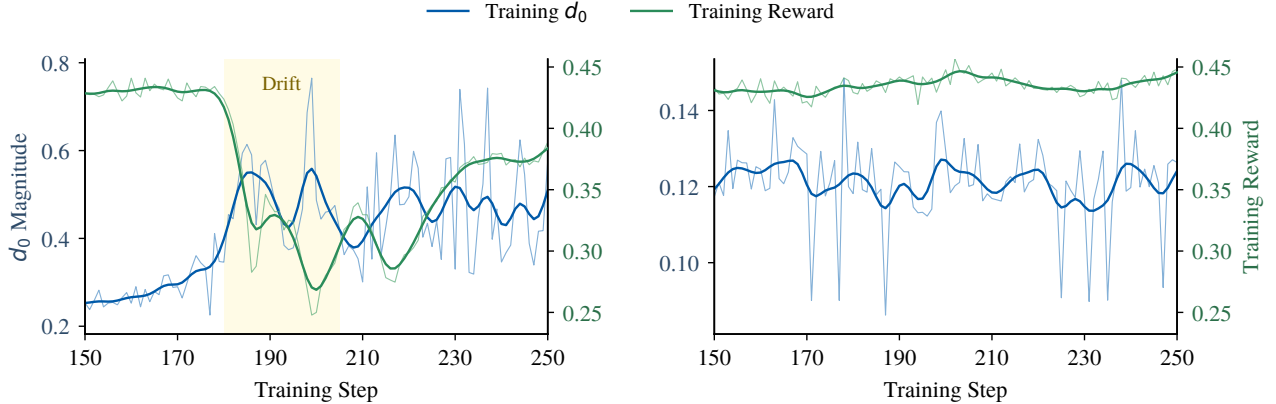 Training d₀ Training Reward
Drift
d₀ Magnitude
0.8
0.6
0.4
0.2
0.45
0.40
0.35
0.30
0.25
150 170 190 210 230 250
Training Step
0.14
0.12
0.10
0.45
0.40
0.35
0.30
0.25
Training Reward
150 170 190 210 230 250
Training Step